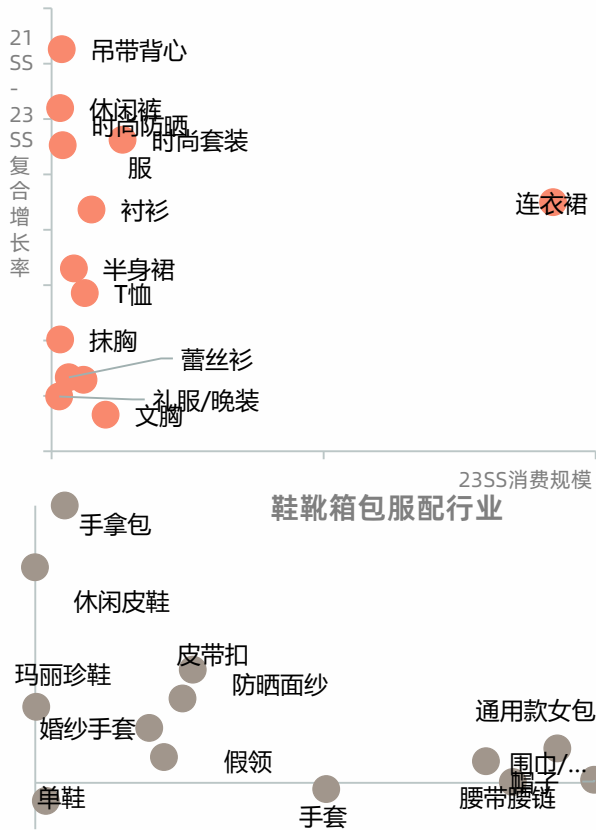 21SS-23SS复合增长率
吊带背心
休闲裤
时尚防晒
服
时尚套装
衬衫
连衣裙
半身裙
T恤
抹胸
蕾丝衫
礼服/晚装
文胸
23SS消费规模
鞋靴箱包服配行业
手拿包
休闲皮鞋
皮带扣
玛丽珍鞋
防晒面纱
通用款女包
婚纱手套
假领
围巾/...
帽子
单鞋
腰带腰链
手套